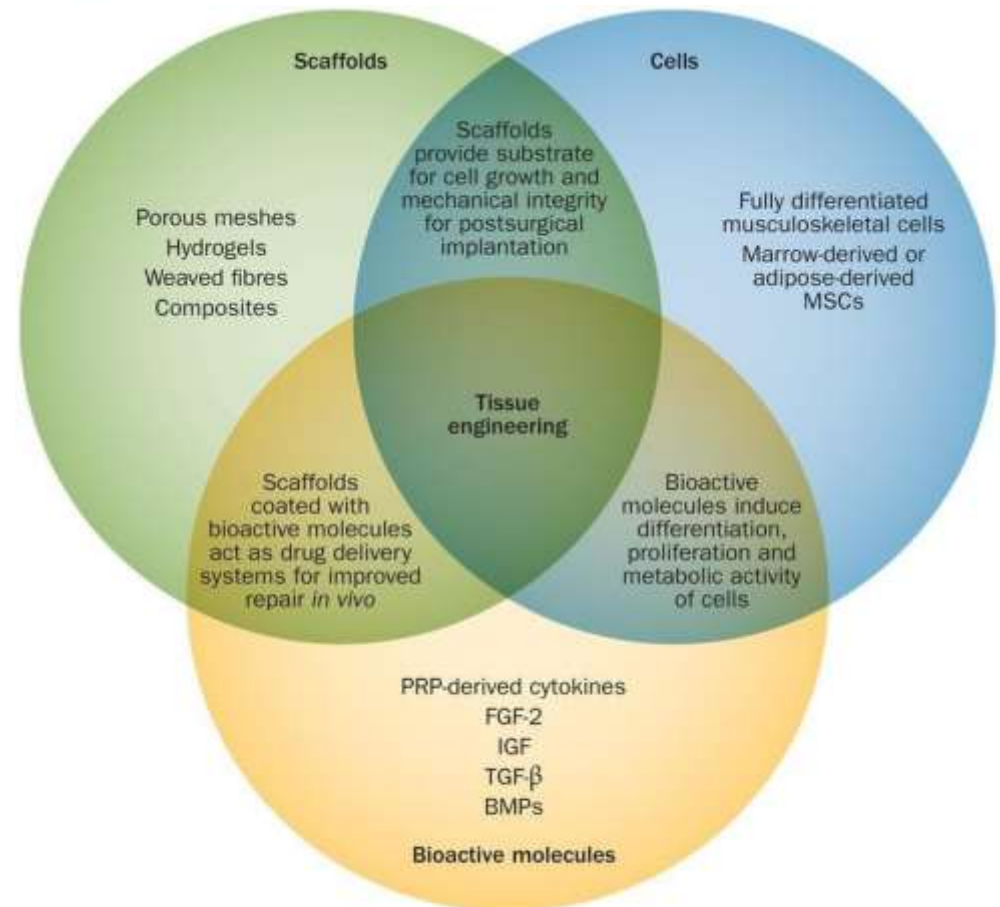 Scaffolds
Cells
Scaffolds
provide substrate
for cell growth and
mechanical integrity
for postsurgical
implantation
Porous meshes
Hydrogels
Weaved fibres
Composites
Fully differentiated
musculoskeletal cells
Marrow-derived or
adipose-derived
MSCs
Tissue
engineering
Scaffolds
coated with
bioactive molecules
act as drug delivery
systems for improved
repair in vivo
Bioactive
molecules induce
differentiation,
proliferation and
metabolic activity
of cells
PRP-derived cytokines
FGF-2
IGF
TGF-β
BMPs
Bioactive molecules